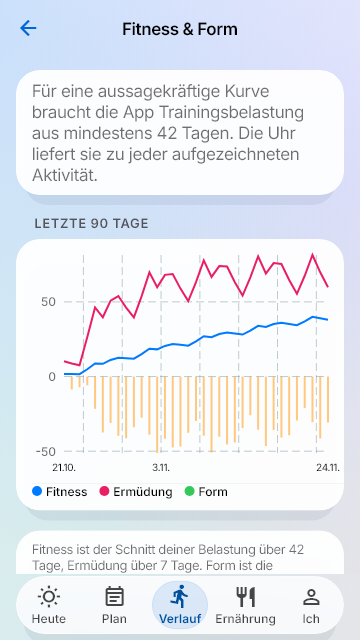 Fitness & Form
Für eine aussagekräftige Kurve
braucht die App Trainingsbelastung
aus mindestens 42 Tagen. Die Uhr
liefert sie zu jeder aufgezeichneten
Aktivität.
LETZTE 90 TAGE
50
0
-50
21.10. 3.11. 24.11.
Fitness Ermüdung Form
Fitness ist der Schnitt deiner Belastung über 42
Tage, Ermüdung über 7 Tage. Form ist die
Heute Plan Verlauf Ernährung Ich